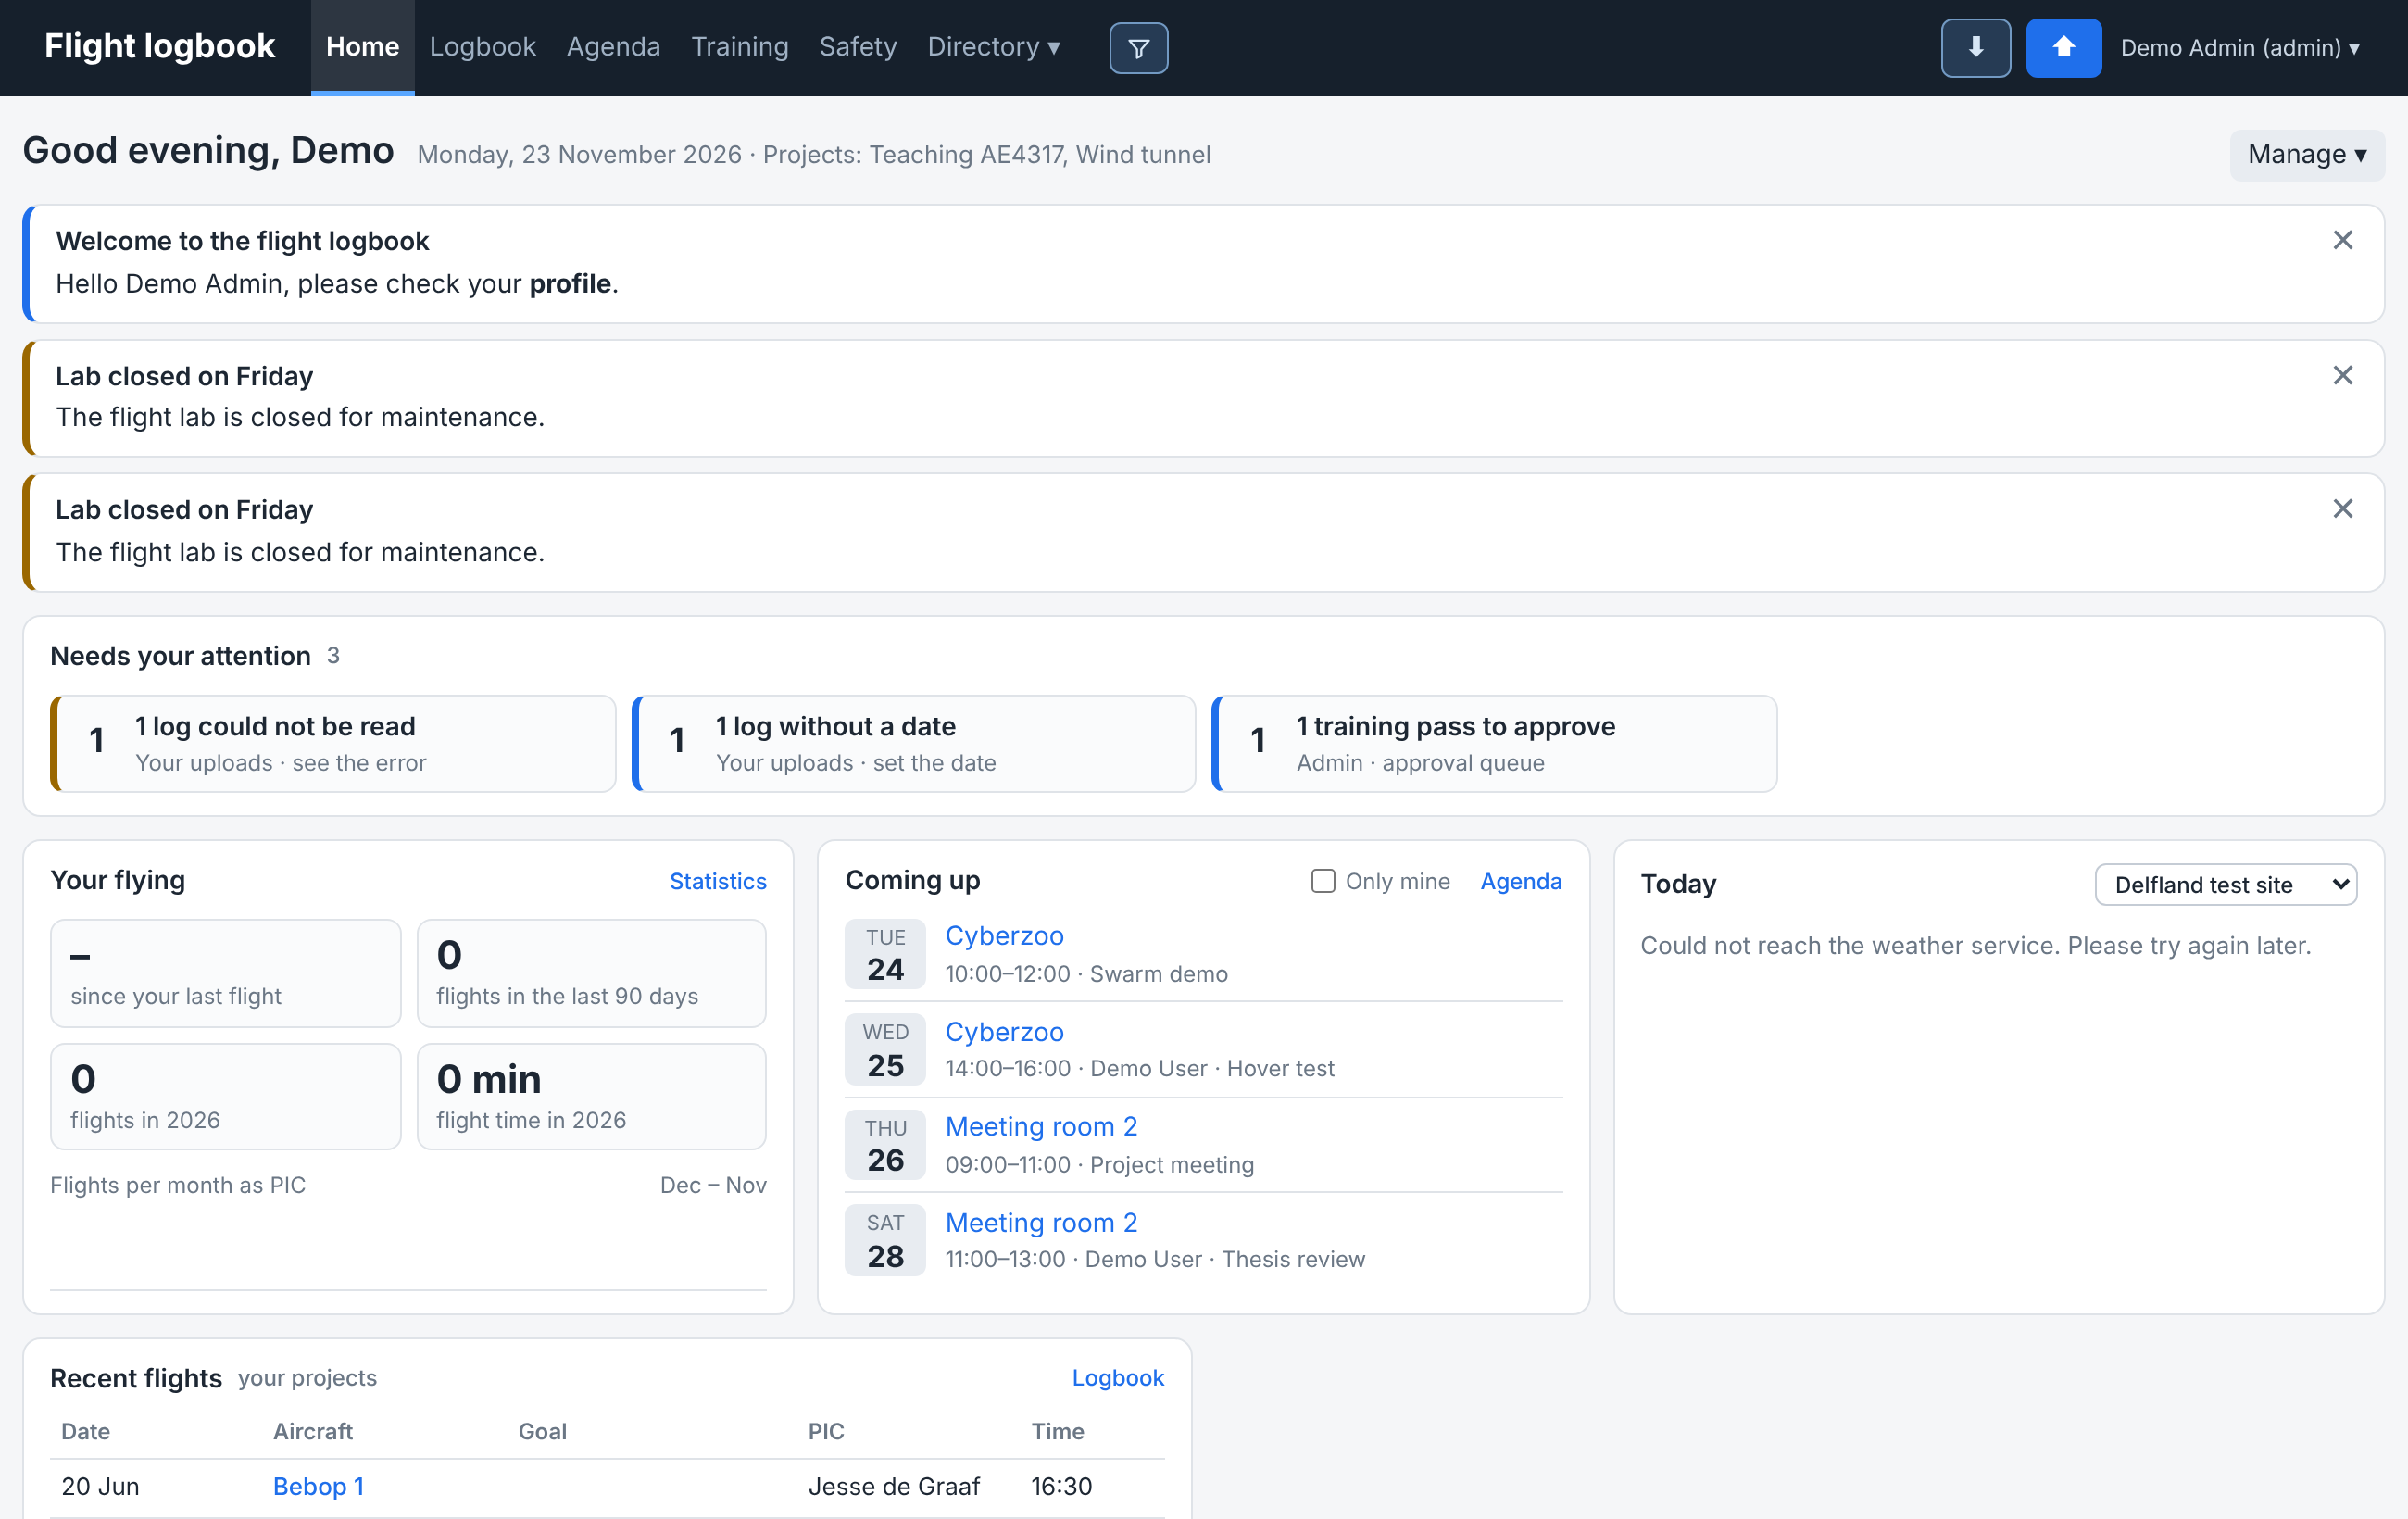 Flight logbook Home Logbook Agenda Training Safety Directory ▾ Demo Admin (admin) ▾
Good evening, Demo Monday, 23 November 2026 · Projects: Teaching AE4317, Wind tunnel Manage ▾
Welcome to the flight logbook
Hello Demo Admin, please check your profile.
Lab closed on Friday
The flight lab is closed for maintenance.
Lab closed on Friday
The flight lab is closed for maintenance.
Needs your attention 3
1 1 log could not be read
Your uploads · see the error
1 1 log without a date
Your uploads · set the date
1 1 training pass to approve
Admin · approval queue
Your flying Statistics
–
since your last flight
0
flights in the last 90 days
0
flights in 2026
0 min
flight time in 2026
Flights per month as PIC Dec – Nov
Coming up Only mine Agenda
TUE
24
Cyberzoo
10:00–12:00 · Swarm demo
WED
25
Cyberzoo
14:00–16:00 · Demo User · Hover test
THU
26
Meeting room 2
09:00–11:00 · Project meeting
SAT
28
Meeting room 2
11:00–13:00 · Demo User · Thesis review
Today Delfland test site
Could not reach the weather service. Please try again later.
Recent flights your projects Logbook
Date Aircraft Goal PIC Time
20 Jun Bebop 1 Jesse de Graaf 16:30